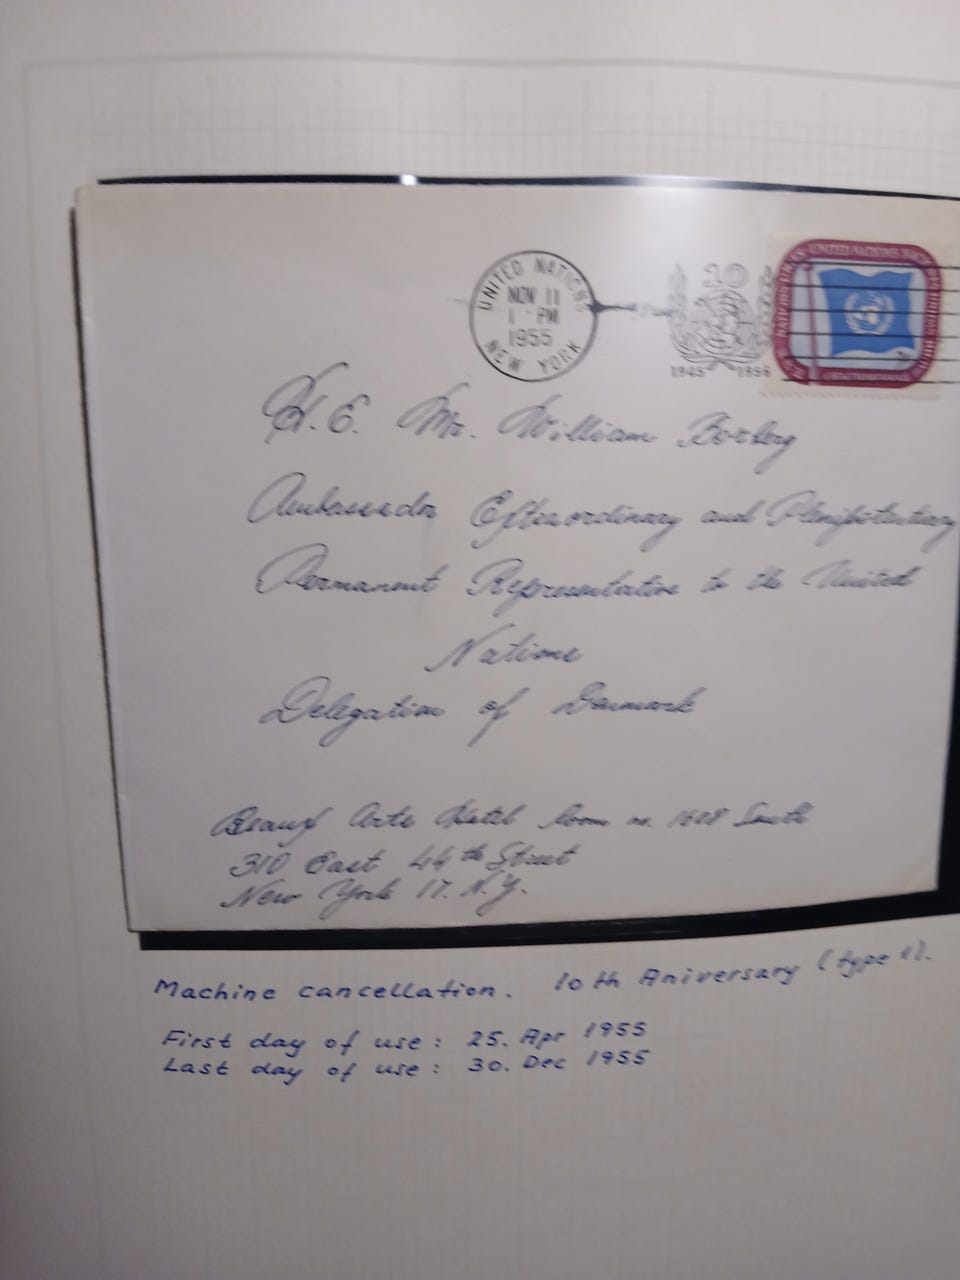 UNITED NATIONS
NOV 11
1 PM
1955
NEW YORK
10
1945 1955
UNITED NATIONS
H. E. Mr. William Borberg
Ambassador Extraordinary and Plenipotentiary
Permanent Representative to the United
Nations
Delegation of Denmark
Beaux Arts Hotel Room no. 1608 South
310 East 44th Street
New York 17. N.Y.
Machine cancellation. 10th Aniversary (type 1).
First day of use: 25. Apr 1955
Last day of use: 30. Dec 1955